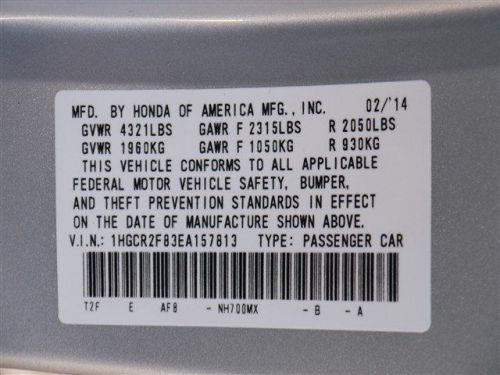 MFD. BY HONDA OF AMERICA MFG., INC. 02/'14
GVWR 4321LBS GAWR F 2315LBS R 2050LBS
GVWR 1960KG GAWR F 1050KG R 930KG
THIS VEHICLE CONFORMS TO ALL APPLICABLE
FEDERAL MOTOR VEHICLE SAFETY, BUMPER,
AND THEFT PREVENTION STANDARDS IN EFFECT
ON THE DATE OF MANUFACTURE SHOWN ABOVE.
V.I.N.: 1HGCR2F83EA157813 TYPE: PASSENGER CAR
T2F E AF8 - NH700MX - B - A